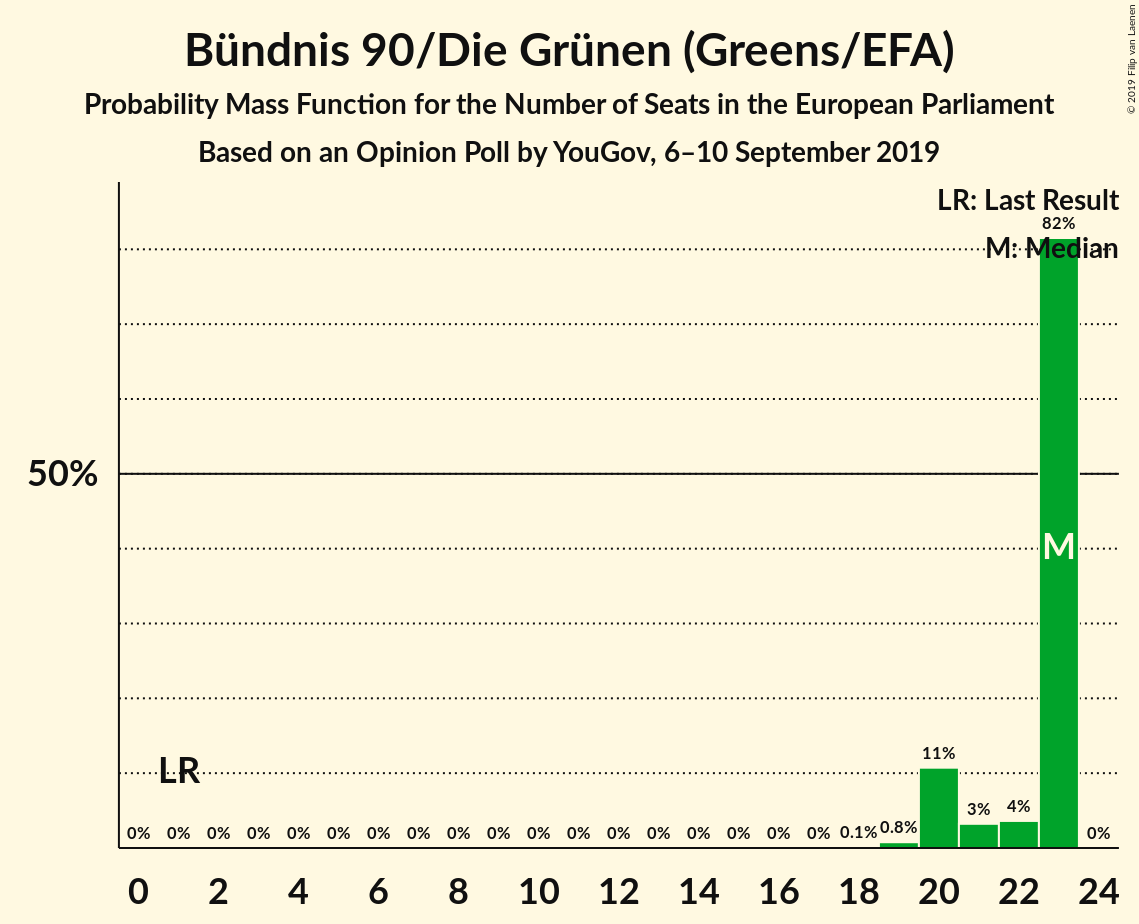 Bündnis 90/Die Grünen (Greens/EFA)
Probability Mass Function for the Number of Seats in the European Parliament
Based on an Opinion Poll by YouGov, 6–10 September 2019
© 2019 Filip van Laenen
LR: Last Result
82%
M: Median
50%
M
LR
11%
3%
4%
0% 0% 0% 0% 0% 0% 0% 0% 0% 0% 0% 0% 0% 0% 0% 0% 0% 0% 0.1% 0.8% 0%
0 2 4 6 8 10 12 14 16 18 20 22 24